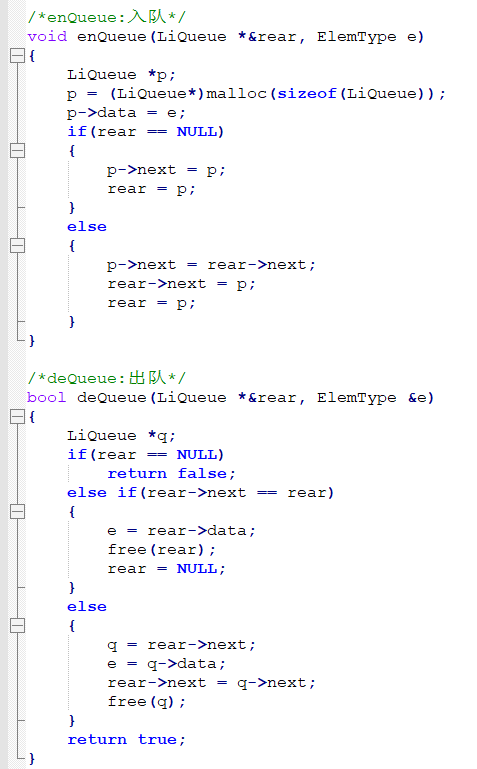 /*enQueue:入队*/
void enQueue(LiQueue *&rear, ElemType e)
{
    LiQueue *p;
    p = (LiQueue*)malloc(sizeof(LiQueue));
    p->data = e;
    if(rear == NULL)
    {
        p->next = p;
        rear = p;
    }
    else
    {
        p->next = rear->next;
        rear->next = p;
        rear = p;
    }
}
/*deQueue:出队*/
bool deQueue(LiQueue *&rear, ElemType &e)
{
    LiQueue *q;
    if(rear == NULL)
        return false;
    else if(rear->next == rear)
    {
        e = rear->data;
        free(rear);
        rear = NULL;
    }
    else
    {
        q = rear->next;
        e = q->data;
        rear->next = q->next;
        free(q);
    }
    return true;
}